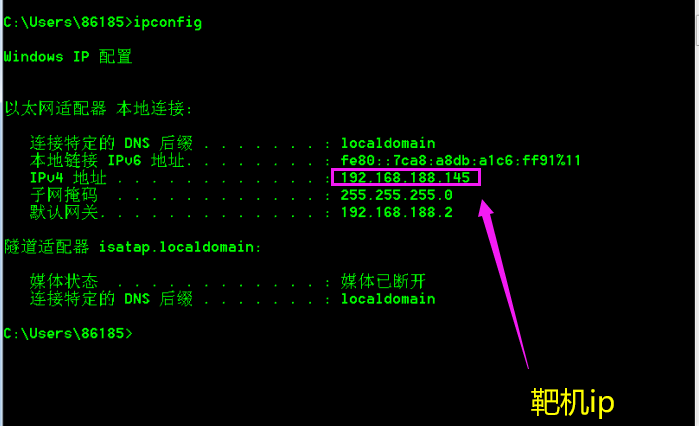 C:\Users\86185>ipconfig
Windows IP 配置
以太网适配器 本地连接:
连接特定的 DNS 后缀 . . . . . . . : localdomain
本地链接 IPv6 地址. . . . . . . . : fe80::7ca8:a8db:a1c6:ff91%11
IPv4 地址 . . . . . . . . . . . . : 192.168.188.145
子网掩码 . . . . . . . . . . . . : 255.255.255.0
默认网关. . . . . . . . . . . . . : 192.168.188.2
隧道适配器 isatap.localdomain:
媒体状态 . . . . . . . . . . . . : 媒体已断开
连接特定的 DNS 后缀 . . . . . . . : localdomain
C:\Users\86185>
靶机ip